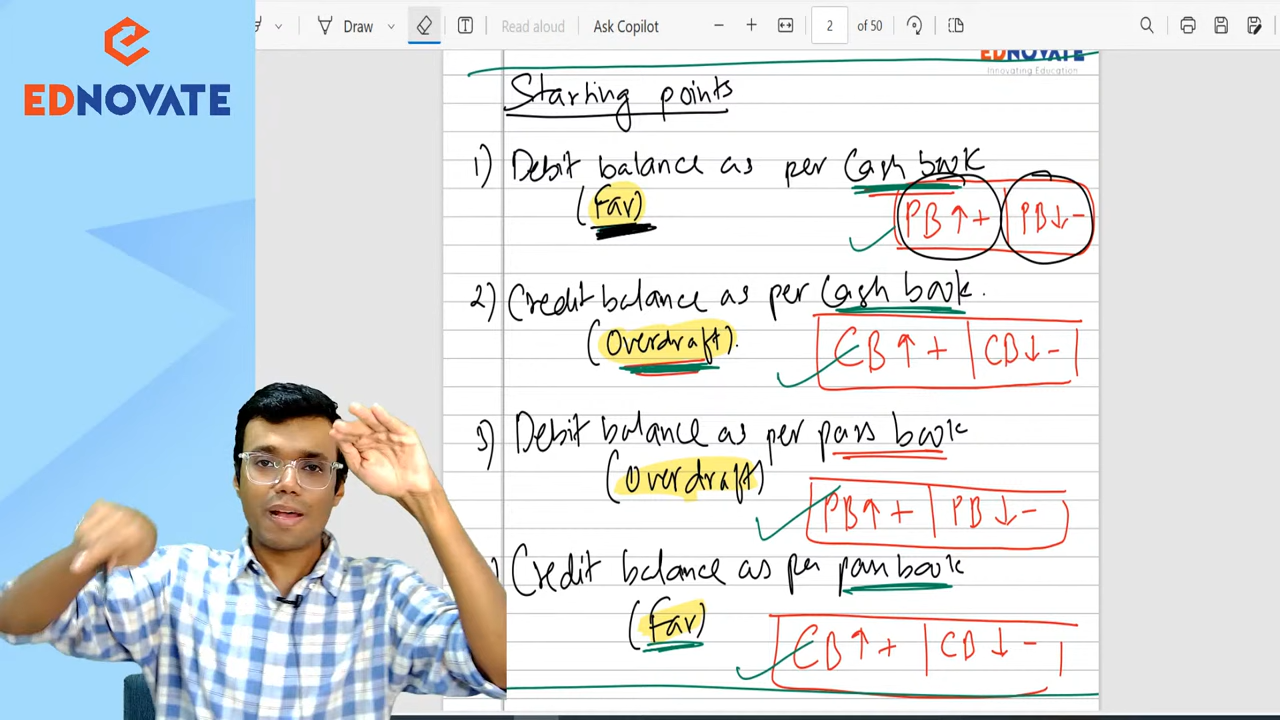 EDNOVATE
Draw
Read aloud
Ask Copilot
2
of 50
EDNOVATE
Innovating Education
Starting points
1) Debit balance as per Cash book
(Fav)
PB↑+ | PB↓-
2) Credit balance as per Cash book.
(Overdraft).
CB↑+ | CB↓-
3) Debit balance as per pass book
(Overdraft)
PB↑+ | PB↓-
Credit balance as per pass book
(Fav)
CB↑+ | CB↓-